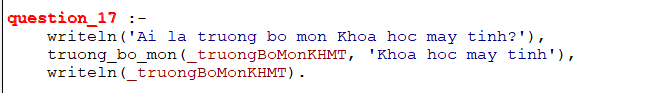 question_17 :-
    writeln('Ai la truong bo mon Khoa hoc may tinh?'),
    truong_bo_mon(_truongBoMonKHMT, 'Khoa hoc may tinh'),
    writeln(_truongBoMonKHMT).